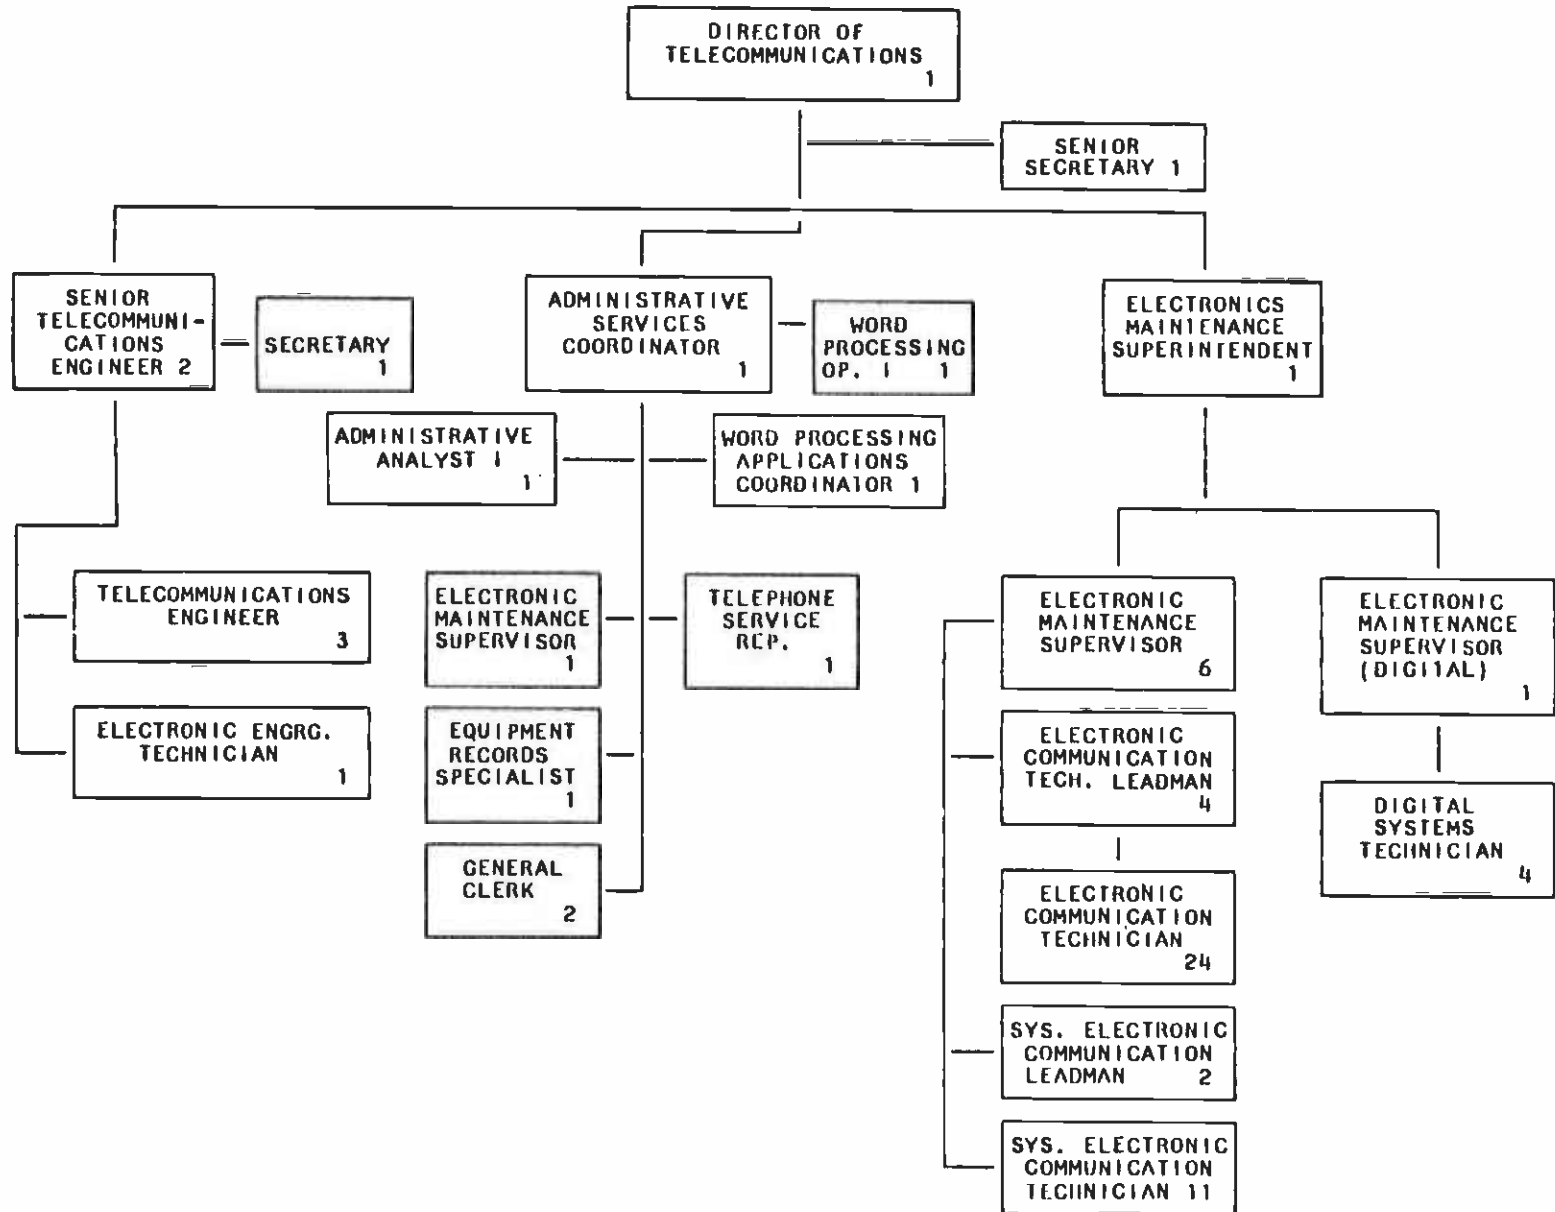 DIRECTOR OF
TELECOMMUNICATIONS
1
SENIOR
SECRETARY 1
SENIOR
TELECOMMUNI-
CATIONS
ENGINEER 2
SECRETARY
1
ADMINISTRATIVE
SERVICES
COORDINATOR
1
WORD
PROCESSING
OP. I 1
ELECTRONICS
MAINTENANCE
SUPERINTENDENT
1
ADMINISTRATIVE
ANALYST I
1
WORD PROCESSING
APPLICATIONS
COORDINATOR 1
TELECOMMUNICATIONS
ENGINEER
3
ELECTRONIC ENGRG.
TECHNICIAN
1
ELECTRONIC
MAINTENANCE
SUPERVISOR
1
TELEPHONE
SERVICE
REP.
1
EQUIPMENT
RECORDS
SPECIALIST
1
GENERAL
CLERK
2
ELECTRONIC
MAINTENANCE
SUPERVISOR
6
ELECTRONIC
COMMUNICATION
TECH. LEADMAN
4
ELECTRONIC
COMMUNICATION
TECHNICIAN
24
SYS. ELECTRONIC
COMMUNICATION
LEADMAN 2
SYS. ELECTRONIC
COMMUNICATION
TECHNICIAN 11
ELECTRONIC
MAINTENANCE
SUPERVISOR
(DIGITAL)
1
DIGITAL
SYSTEMS
TECHNICIAN
4